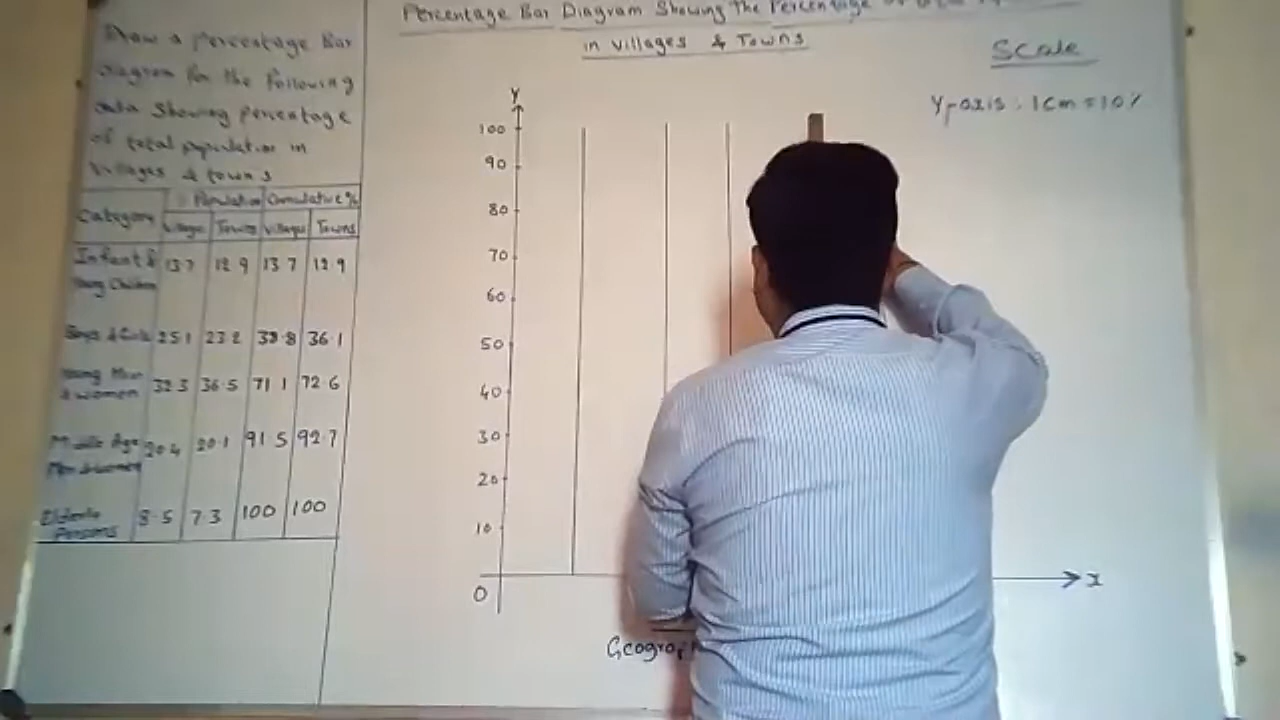 Percentage Bar Diagram Showing The Percentage
in Villages & Towns
Draw a percentage Bar
Diagram for the Following
data showing percentage
of total population in
Villages & towns
Category Population Cumulative %
Villages Towns Villages Towns
Infant & 13.7 12.9 13.7 12.9
Young Children
Boys & Girls 25.1 23.2 38.8 36.1
Young Men 32.3 36.5 71.1 72.6
& women
Middle Age 20.4 20.1 91.5 92.7
Men & women
Elderly 8.5 7.3 100 100
Persons
Scale
Y-axis : 1cm = 10%
Y
100
90
80
70
60
50
40
30
20
10
0
X